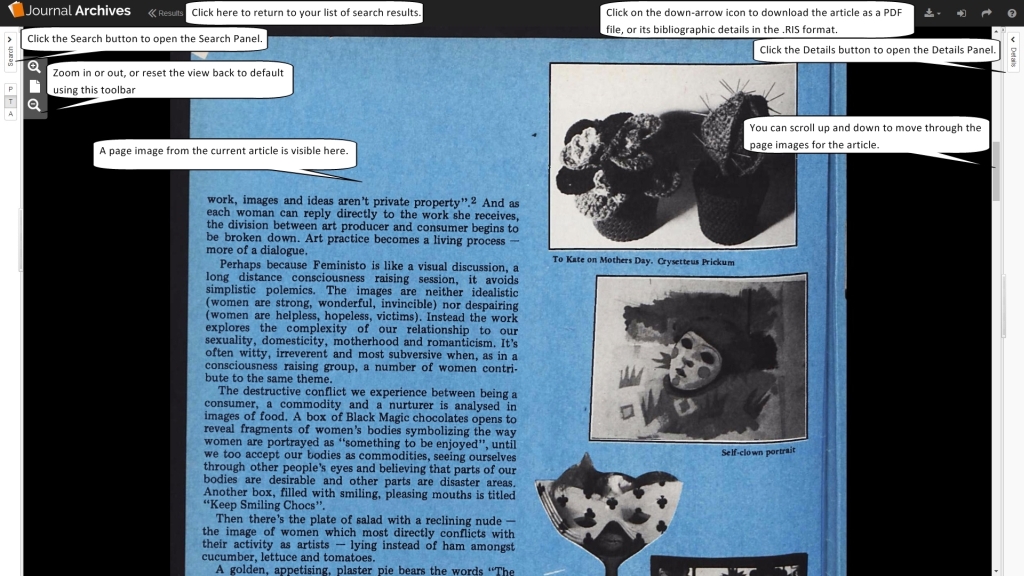 Journal Archives
Results
Click here to return to your list of search results.
Click on the down-arrow icon to download the article as a PDF
file, or its bibliographic details in the .RIS format.
Click the Search button to open the Search Panel.
Click the Details button to open the Details Panel.
Search
Details
Zoom in or out, or reset the view back to default
using this toolbar
P
T
A
You can scroll up and down to move through the
page images for the article.
A page image from the current article is visible here.
work, images and ideas aren't private property".2 And as
each woman can reply directly to the work she receives,
the division between art producer and consumer begins to
be broken down. Art practice becomes a living process —
more of a dialogue.
Perhaps because Feministo is like a visual discussion, a
long distance consciousness raising session, it avoids
simplistic polemics. The images are neither idealistic
(women are strong, wonderful, invincible) nor despairing
(women are helpless, hopeless, victims). Instead the work
explores the complexity of our relationship to our
sexuality, domesticity, motherhood and romanticism. It's
often witty, irreverent and most subversive when, as in a
consciousness raising group, a number of women contri-
bute to the same theme.
The destructive conflict we experience between being a
consumer, a commodity and a nurturer is analysed in
images of food. A box of Black Magic chocolates opens to
reveal fragments of women's bodies symbolizing the way
women are portrayed as "something to be enjoyed", until
we too accept our bodies as commodities, seeing ourselves
through other people's eyes and believing that parts of our
bodies are desirable and other parts are disaster areas.
Another box, filled with smiling, pleasing mouths is titled
"Keep Smiling Chocs".
Then there's the plate of salad with a reclining nude —
the image of women which most directly conflicts with
their activity as artists — lying instead of ham amongst
cucumber, lettuce and tomatoes.
A golden, appetising, plaster pie bears the words "The
To Kate on Mothers Day. Crysetteus Prickum
Self-clown portrait